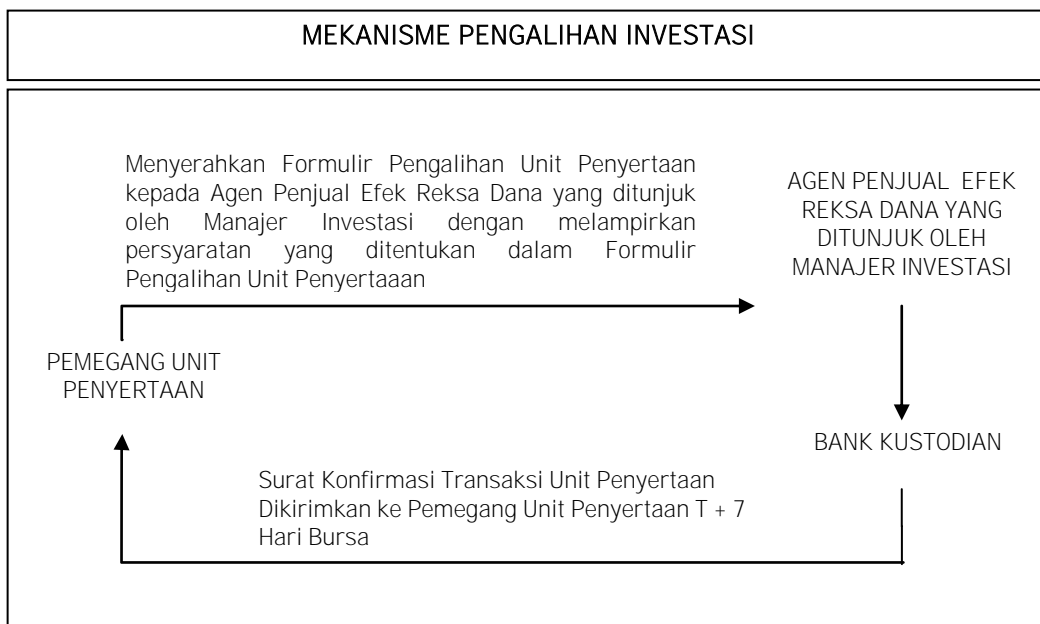 MEKANISME PENGALIHAN INVESTASI
Menyerahkan Formulir Pengalihan Unit Penyertaan
kepada Agen Penjual Efek Reksa Dana yang ditunjuk
oleh Manajer Investasi dengan melampirkan
persyaratan yang ditentukan dalam Formulir
Pengalihan Unit Penyertaaan
AGEN PENJUAL EFEK
REKSA DANA YANG
DITUNJUK OLEH
MANAJER INVESTASI
PEMEGANG UNIT
PENYERTAAN
BANK KUSTODIAN
Surat Konfirmasi Transaksi Unit Penyertaan
Dikirimkan ke Pemegang Unit Penyertaan T + 7
Hari Bursa